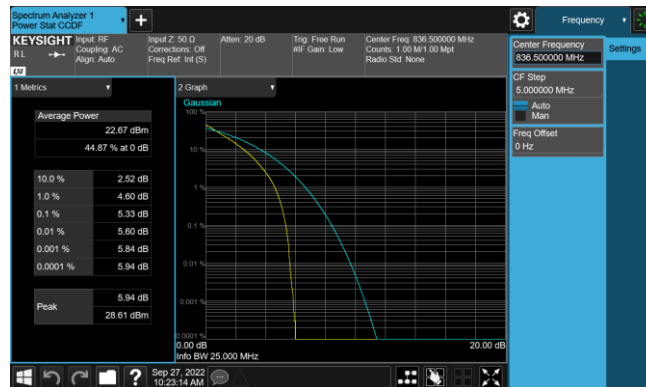 Spectrum Analyzer 1
Power Stat CCDF
Frequency
KEYSIGHT
RL
LXI
Input: RF
Coupling: AC
Align: Auto
Input Z: 50 Ω
Corrections: Off
Freq Ref: Int (S)
Atten: 20 dB
Trig: Free Run
#IF Gain: Low
Center Freq: 836.500000 MHz
Counts: 1.00 M/1.00 Mpt
Radio Std: None
Center Frequency
836.500000 MHz
Settings
CF Step
5.000000 MHz
Auto
Man
Freq Offset
0 Hz
1 Metrics
Average Power
22.67 dBm
44.87 % at 0 dB
10.0 % 2.52 dB
1.0 % 4.60 dB
0.1 % 5.33 dB
0.01 % 5.60 dB
0.001 % 5.84 dB
0.0001 % 5.94 dB
Peak 5.94 dB
28.61 dBm
2 Graph
Gaussian
100 %
10 %
1 %
0.1 %
0.01 %
0.001 %
0.0001 %
0.00 dB 20.00 dB
Info BW 25.000 MHz
?
Sep 27, 2022
10:23:14 AM